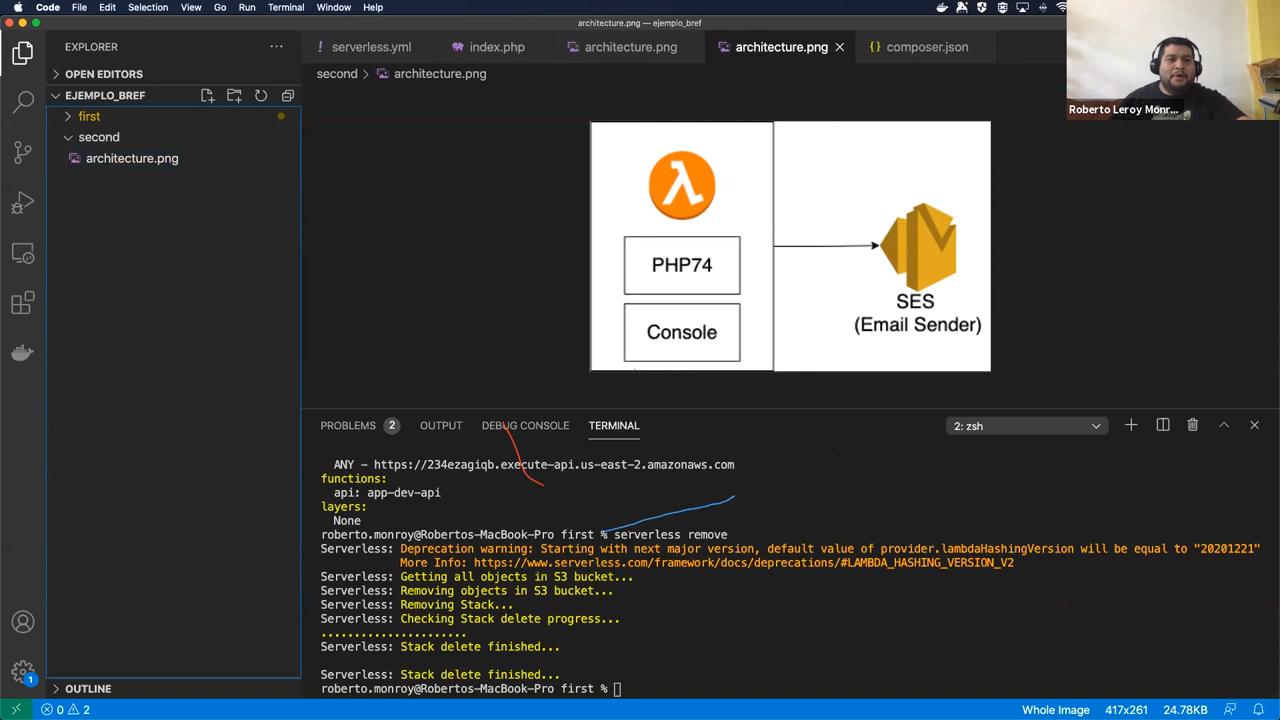 Code File Edit Selection View Go Run Terminal Window Help
architecture.png — ejemplo_bref
EXPLORER
serverless.yml
index.php
architecture.png
architecture.png
{} composer.json
Roberto Leroy Monr...
OPEN EDITORS
second > architecture.png
EJEMPLO_BREF
first
second
architecture.png
PHP74
Console
SES
(Email Sender)
PROBLEMS 2 OUTPUT DEBUG CONSOLE TERMINAL
2: zsh
ANY - https://234ezagiqb.execute-api.us-east-2.amazonaws.com
functions:
api: app-dev-api
layers:
None
roberto.monroy@Robertos-MacBook-Pro first % serverless remove
Serverless: Deprecation warning: Starting with next major version, default value of provider.lambdaHashingVersion will be equal to "20201221"
More Info: https://www.serverless.com/framework/docs/deprecations/#LAMBDA_HASHING_VERSION_V2
Serverless: Getting all objects in S3 bucket...
Serverless: Removing objects in S3 bucket...
Serverless: Removing Stack...
Serverless: Checking Stack delete progress...
......................
Serverless: Stack delete finished...
Serverless: Stack delete finished...
roberto.monroy@Robertos-MacBook-Pro first %
OUTLINE
1
0 2
Whole Image 417x261 24.78KB